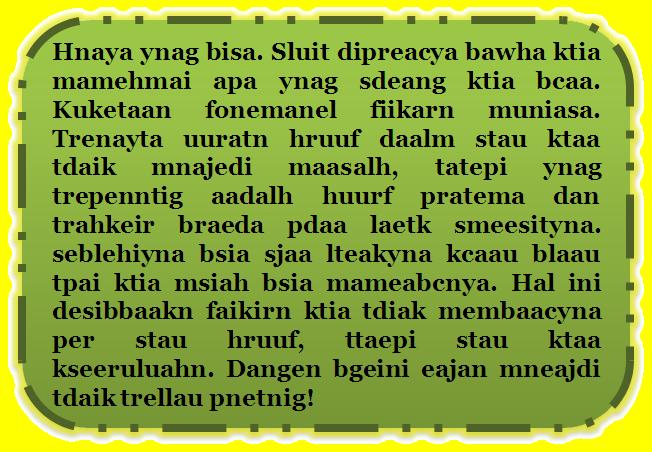 Hnaya ynag bisa. Sluit dipreacya bawha ktia
mamehmai apa ynag sdeang ktia bcaa.
Kuketaan fonemanel fiikarn muniasa.
Trenayta uuratn hruuf daalm stau ktaa
tdaik mnajedi maasalh, tatepi ynag
trepenntig aadalh huurf pratema dan
trahkeir braeda pdaa laetk smeesityna.
seblehiyna bsia sjaa lteakyna kcaau blaau
tpai ktia msiah bsia mameabcnya. Hal ini
desibbaakn faikirn ktia tdiak membaacyna
per stau hruuf, ttaepi stau ktaa
kseeruluahn. Dangen bgeini eajan mneajdi
tdaik trellau pnetnig!